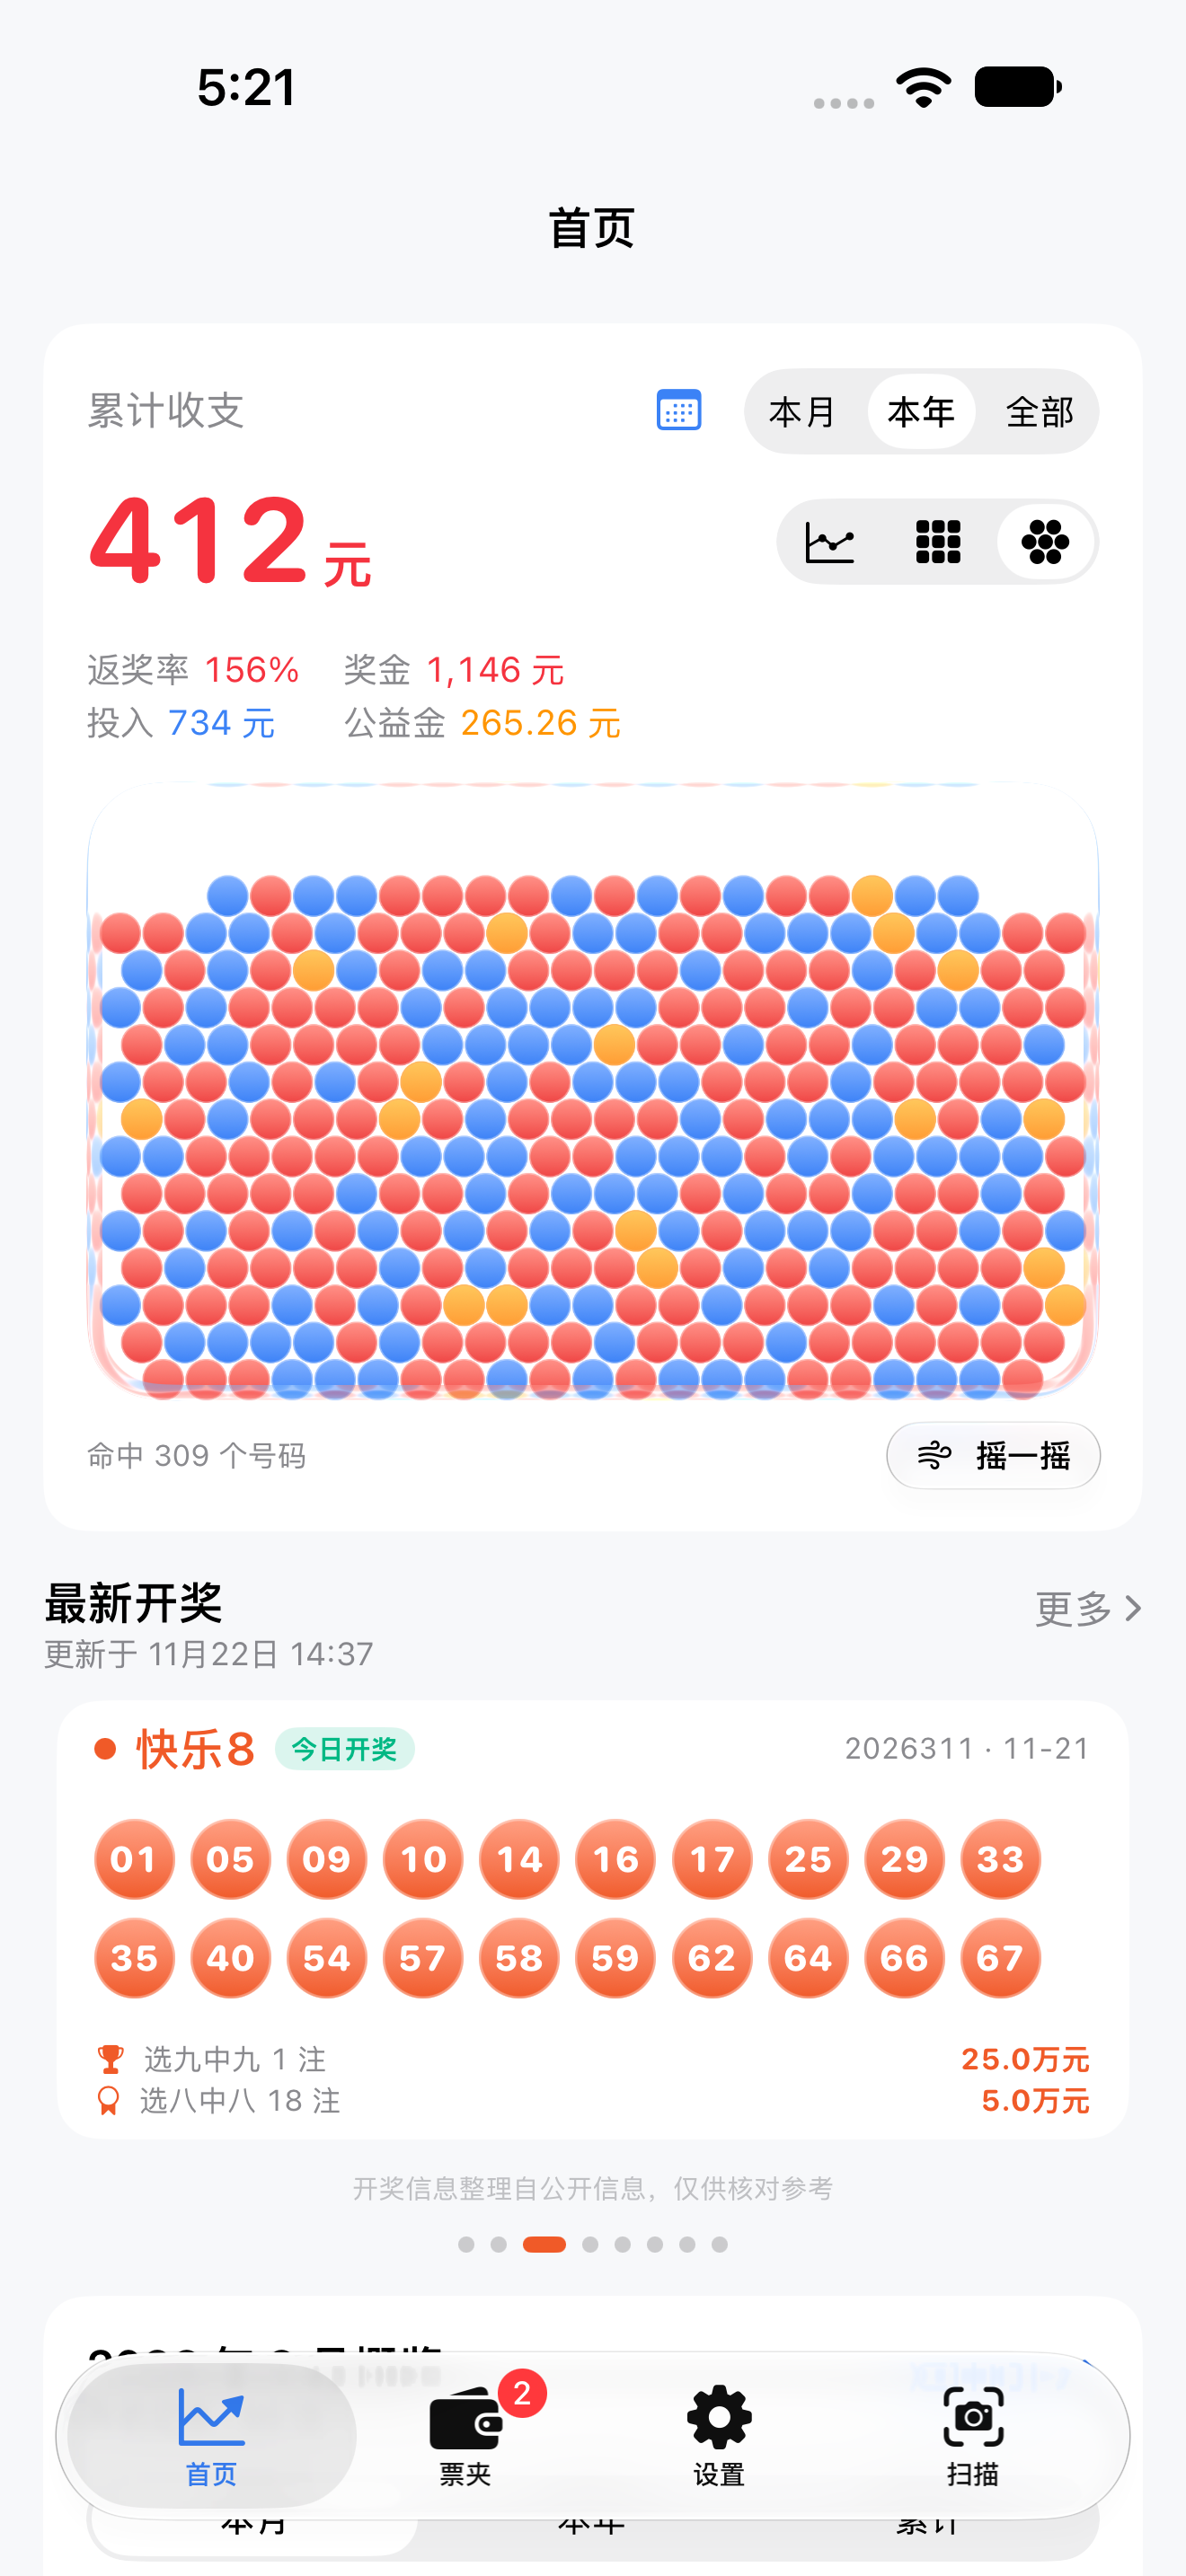 5:21
首页
累计收支
本月 本年 全部
412 元
返奖率 156% 奖金 1,146 元
投入 734 元 公益金 265.26 元
命中 309 个号码
摇一摇
最新开奖
更多
更新于 11月22日 14:37
快乐8 今日开奖 2026311 · 11-21
01 05 09 10 14 16 17 25 29 33
35 40 54 57 58 59 62 64 66 67
选九中九 1 注 25.0万元
选八中八 18 注 5.0万元
开奖信息整理自公开信息，仅供核对参考
2
首页 票夹 设置 扫描
本月 本年 累计